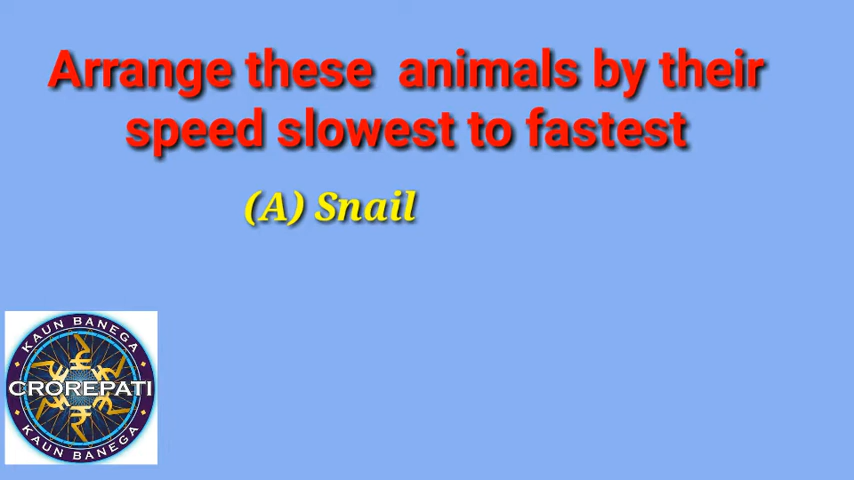 Arrange these animals by their
speed slowest to fastest
(A) Snail
KAUN BANEGA
CROREPATI
KAUN BANEGA